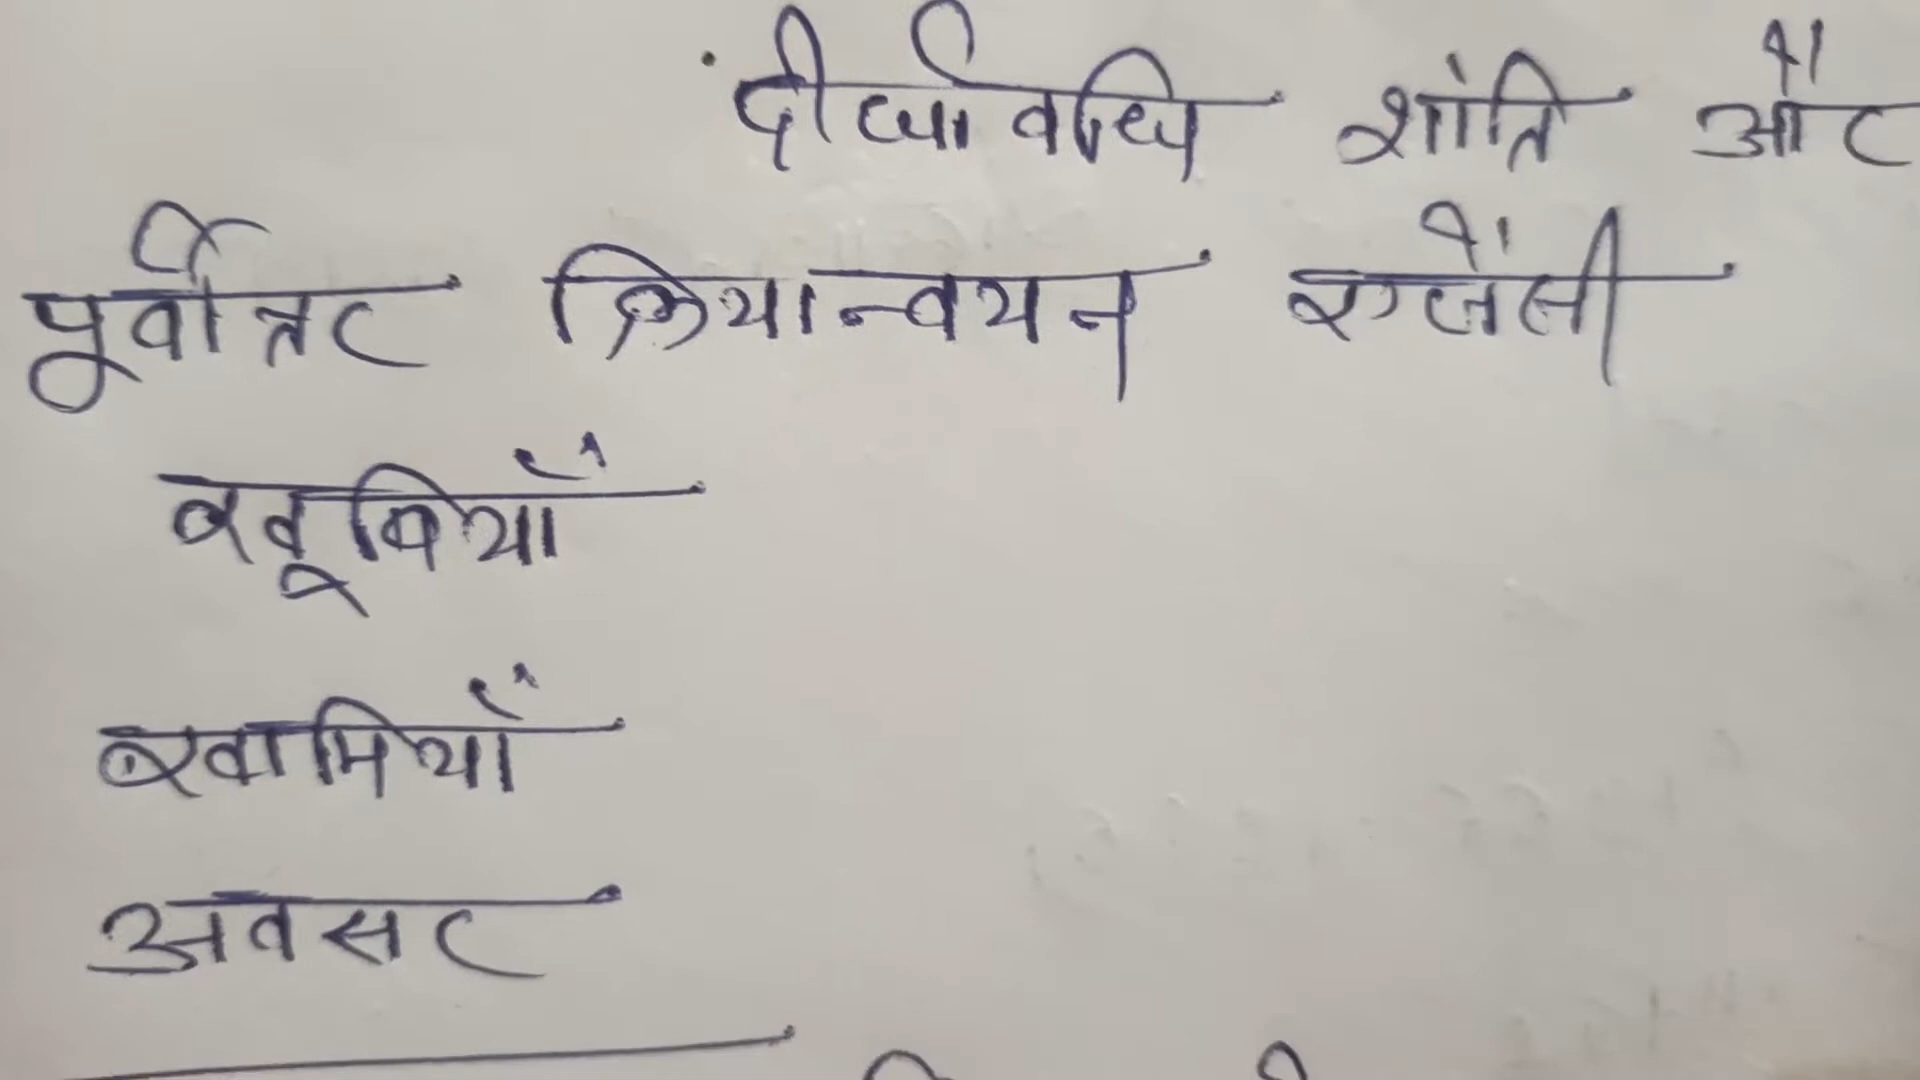 दीर्घावधि शांति और
पूर्वोत्तर क्रियान्वयन एजेंसी
खूबियाँ
खामियाँ
अवसर